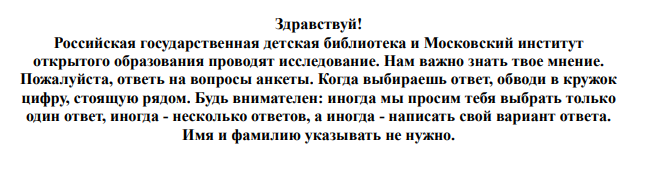 Здравствуй!
Российская государственная детская библиотека и Московский институт
открытого образования проводят исследование. Нам важно знать твое мнение.
Пожалуйста, ответь на вопросы анкеты. Когда выбираешь ответ, обводи в кружок
цифру, стоящую рядом. Будь внимателен: иногда мы просим тебя выбрать только
один ответ, иногда - несколько ответов, а иногда - написать свой вариант ответа.
Имя и фамилию указывать не нужно.